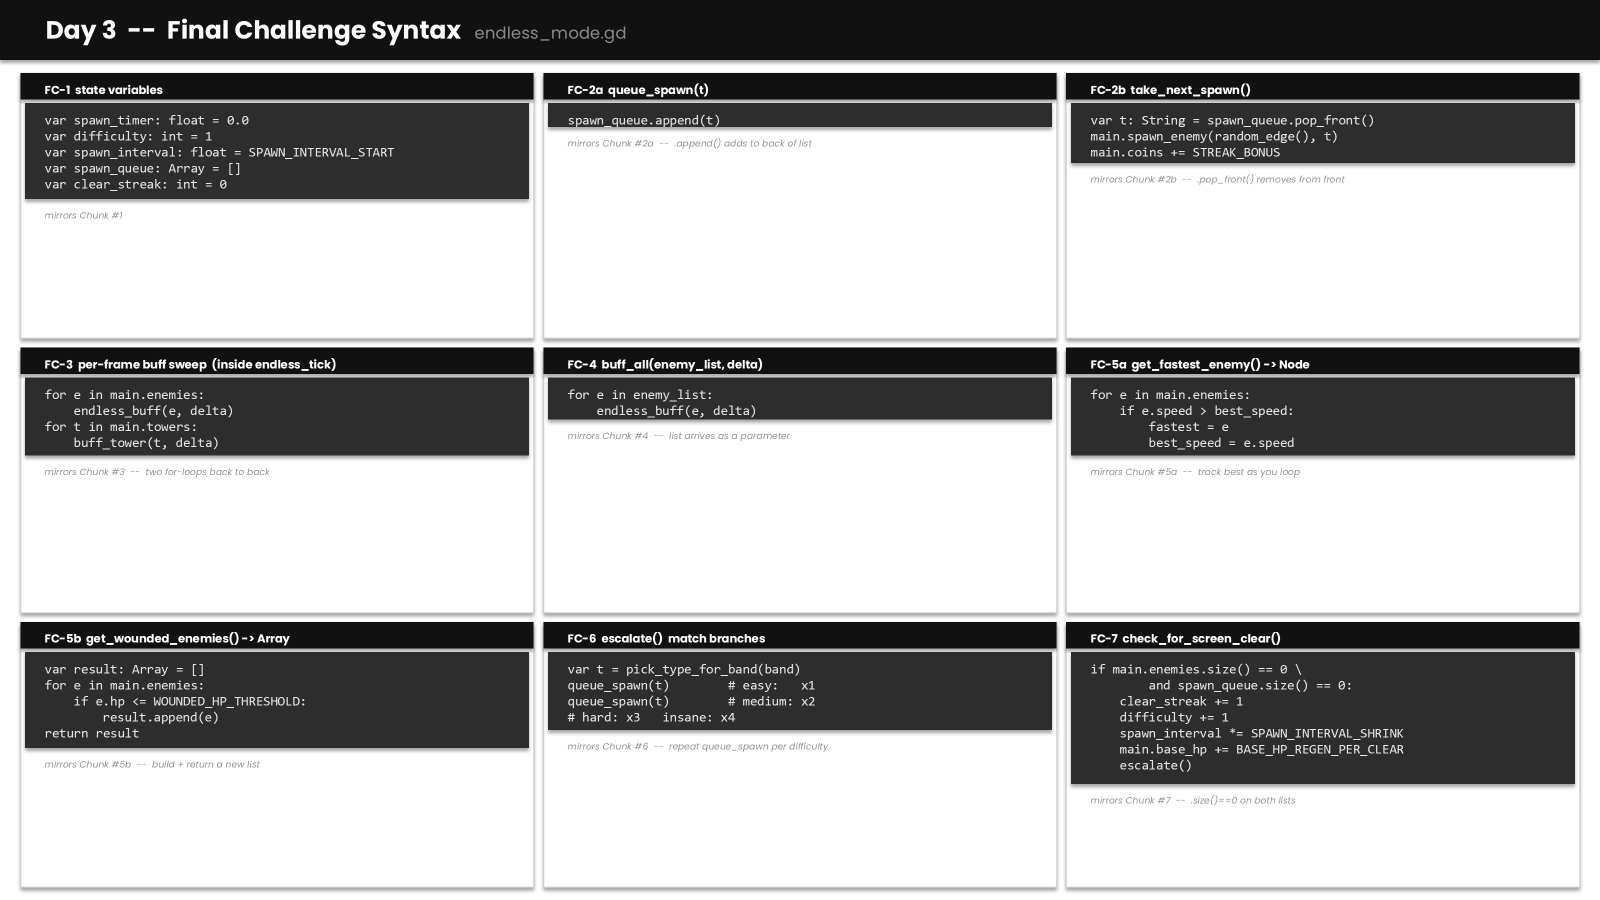 Day 3 -- Final Challenge Syntax endless_mode.gd
FC-1 state variables
var spawn_timer: float = 0.0
var difficulty: int = 1
var spawn_interval: float = SPAWN_INTERVAL_START
var spawn_queue: Array = []
var clear_streak: int = 0
mirrors Chunk #1
FC-2a queue_spawn(t)
spawn_queue.append(t)
mirrors Chunk #2a -- .append() adds to back of list
FC-2b take_next_spawn()
var t: String = spawn_queue.pop_front()
main.spawn_enemy(random_edge(), t)
main.coins += STREAK_BONUS
mirrors Chunk #2b -- .pop_front() removes from front
FC-3 per-frame buff sweep (inside endless_tick)
for e in main.enemies:
    endless_buff(e, delta)
for t in main.towers:
    buff_tower(t, delta)
mirrors Chunk #3 -- two for-loops back to back
FC-4 buff_all(enemy_list, delta)
for e in enemy_list:
    endless_buff(e, delta)
mirrors Chunk #4 -- list arrives as a parameter
FC-5a get_fastest_enemy() -> Node
for e in main.enemies:
    if e.speed > best_speed:
        fastest = e
        best_speed = e.speed
mirrors Chunk #5a -- track best as you loop
FC-5b get_wounded_enemies() -> Array
var result: Array = []
for e in main.enemies:
    if e.hp <= WOUNDED_HP_THRESHOLD:
        result.append(e)
return result
mirrors Chunk #5b -- build + return a new list
FC-6 escalate() match branches
var t = pick_type_for_band(band)
queue_spawn(t)        # easy:   x1
queue_spawn(t)        # medium: x2
# hard: x3   insane: x4
mirrors Chunk #6 -- repeat queue_spawn per difficulty
FC-7 check_for_screen_clear()
if main.enemies.size() == 0 \
        and spawn_queue.size() == 0:
    clear_streak += 1
    difficulty += 1
    spawn_interval *= SPAWN_INTERVAL_SHRINK
    main.base_hp += BASE_HP_REGEN_PER_CLEAR
    escalate()
mirrors Chunk #7 -- .size()==0 on both lists